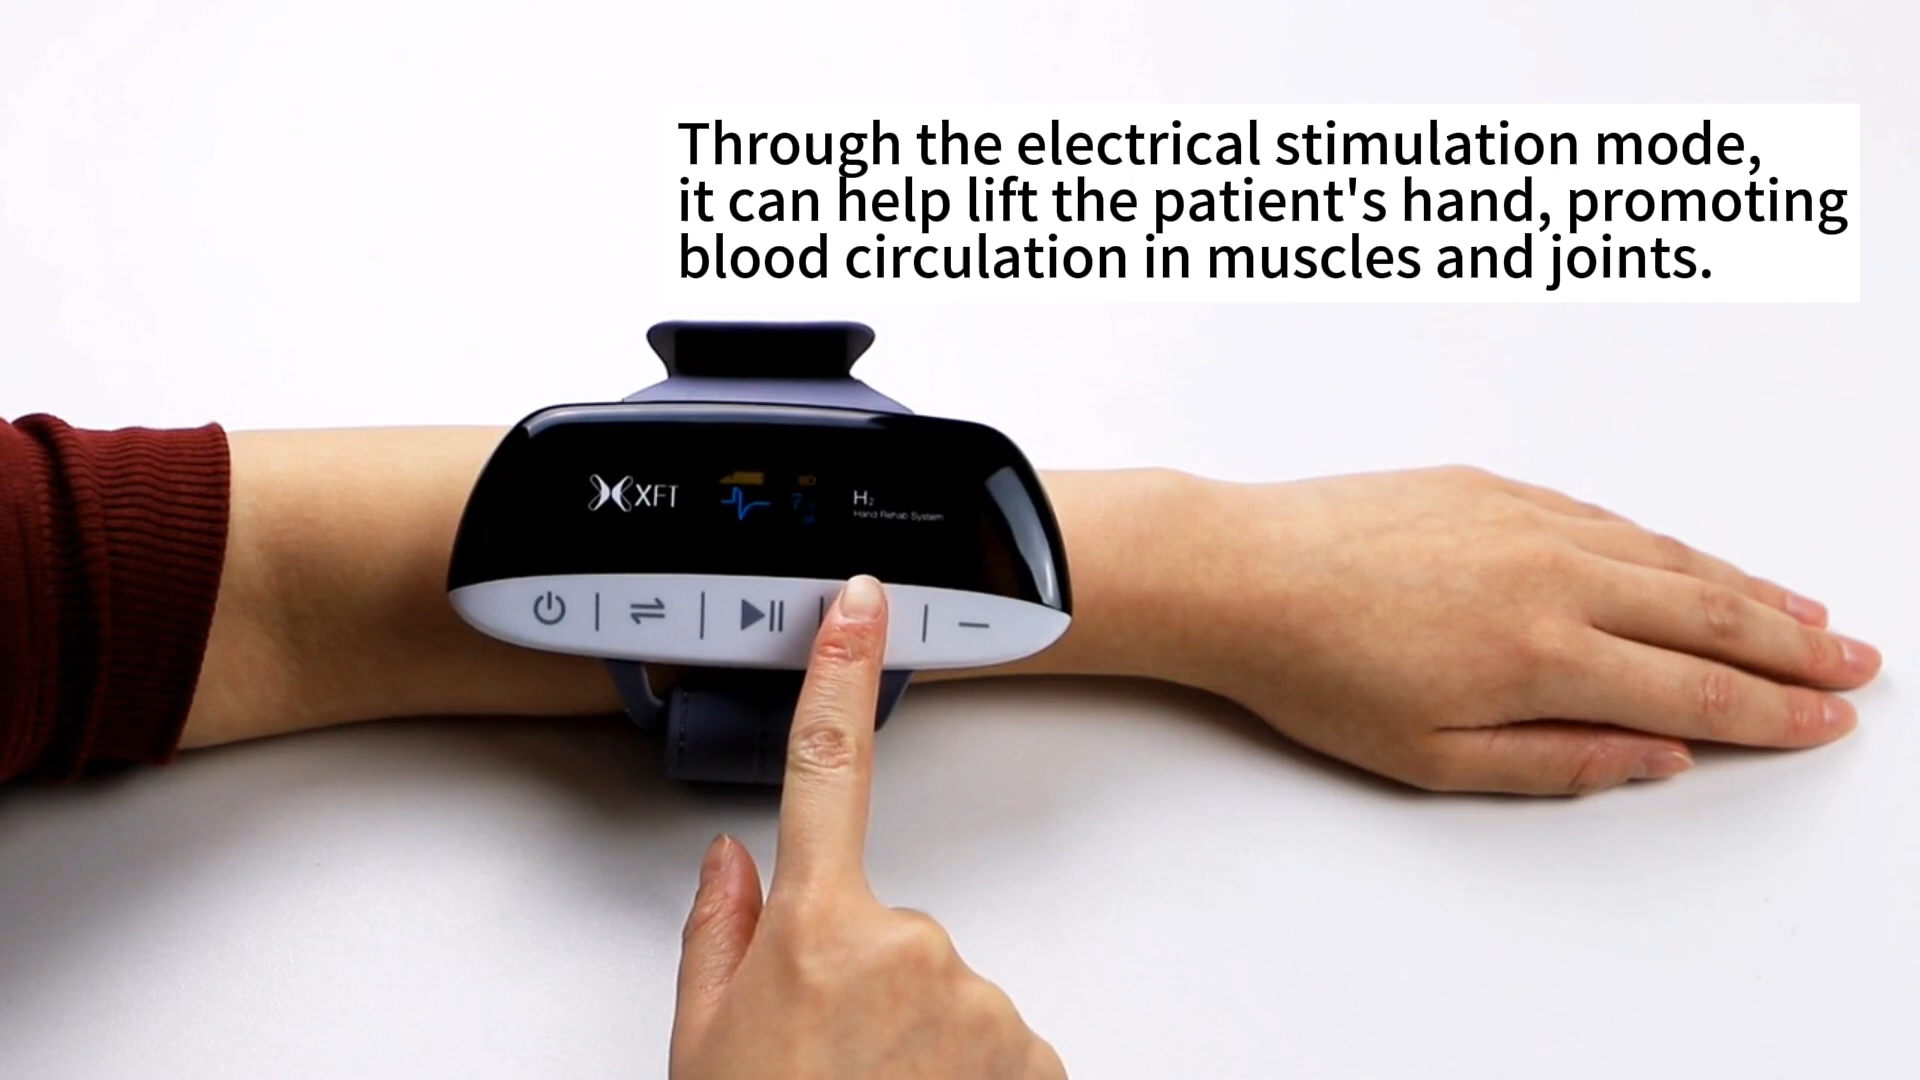 Through the electrical stimulation mode,
it can help lift the patient's hand, promoting
blood circulation in muscles and joints.
XFT
H₂
Hand Rehab System